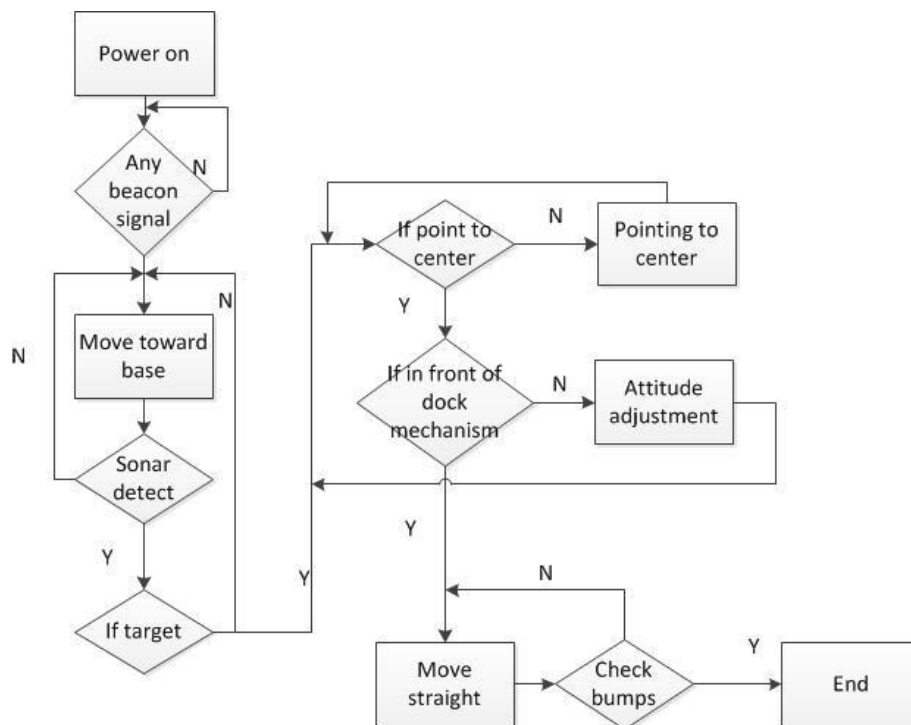 Power on
N
Any
beacon
signal
N
N
Move toward
base
Sonar
detect
Y
If target
Y
If point to
center
N
Pointing to
center
Y
If in front of
dock
mechanism
N
Attitude
adjustment
Y
N
Move
straight
Check
bumps
Y
End